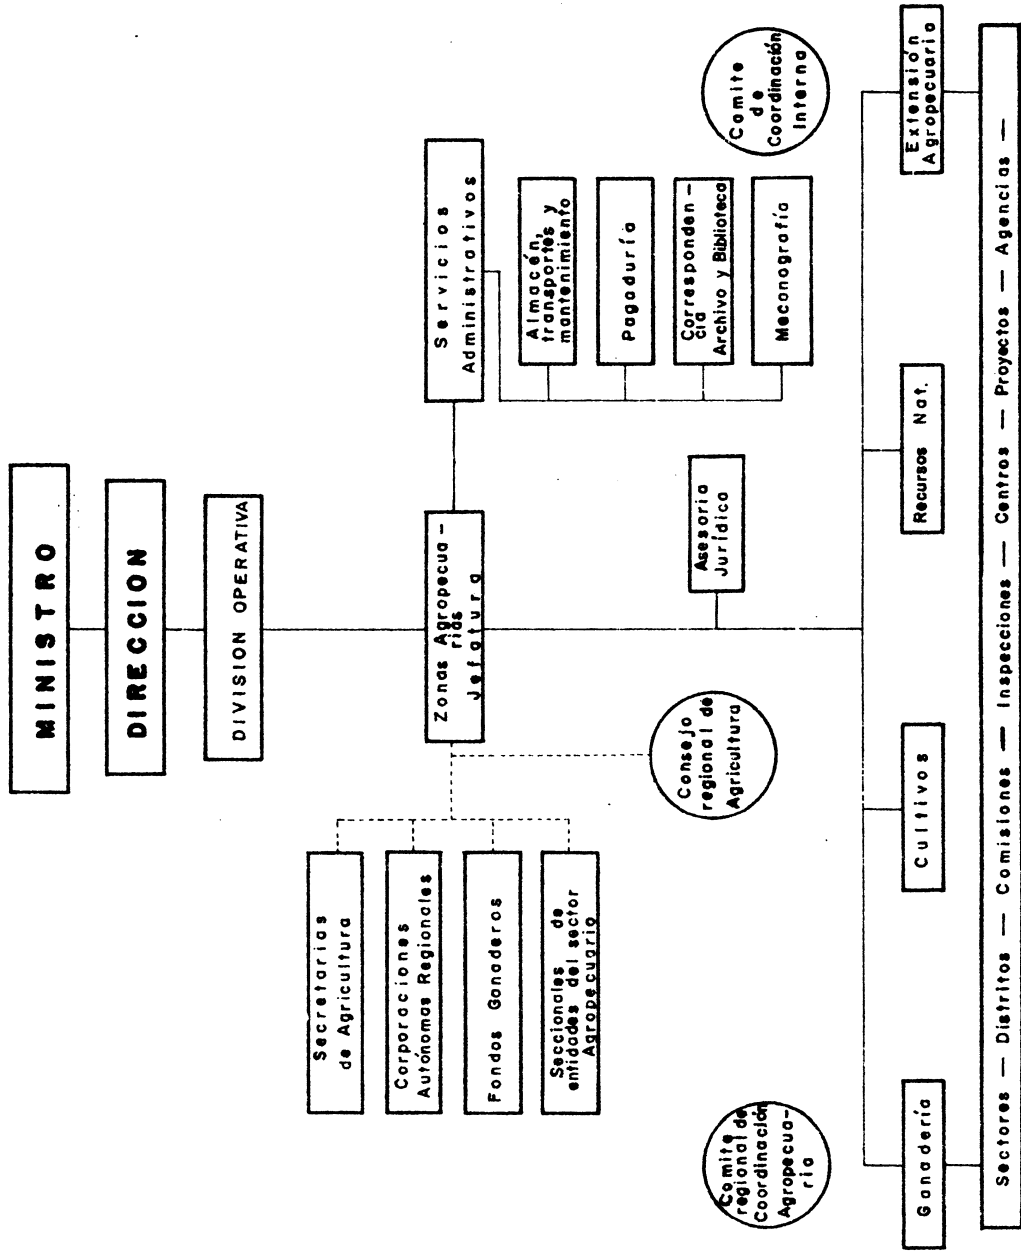 MINISTRO
DIRECCION
DIVISION OPERATIVA
Zonas Agropecua-
rias
Jefatura
Servicios
Administrativos
Secretarias
de Agricultura
Corporaciones
Autónomas Regionales
Fondos Ganaderos
Seccionales de
entidades del sector
Agropecuario
Almacén,
transportes y
mantenimiento
Pagaduría
Corresponden-
cia
Archivo y Biblioteca
Mecanografía
Consejo
regional de
Agricultura
Asesoria
Jurídica
Comite
regional de
Coordinación
Agropecua-
ria
Comite
de
Coordinación
Interna
Ganadería
Cultivos
Recursos Nat.
Extensión
Agropecuario
Sectores — Distritos — Comisiones — Inspecciones — Centros — Proyectos — Agencias —